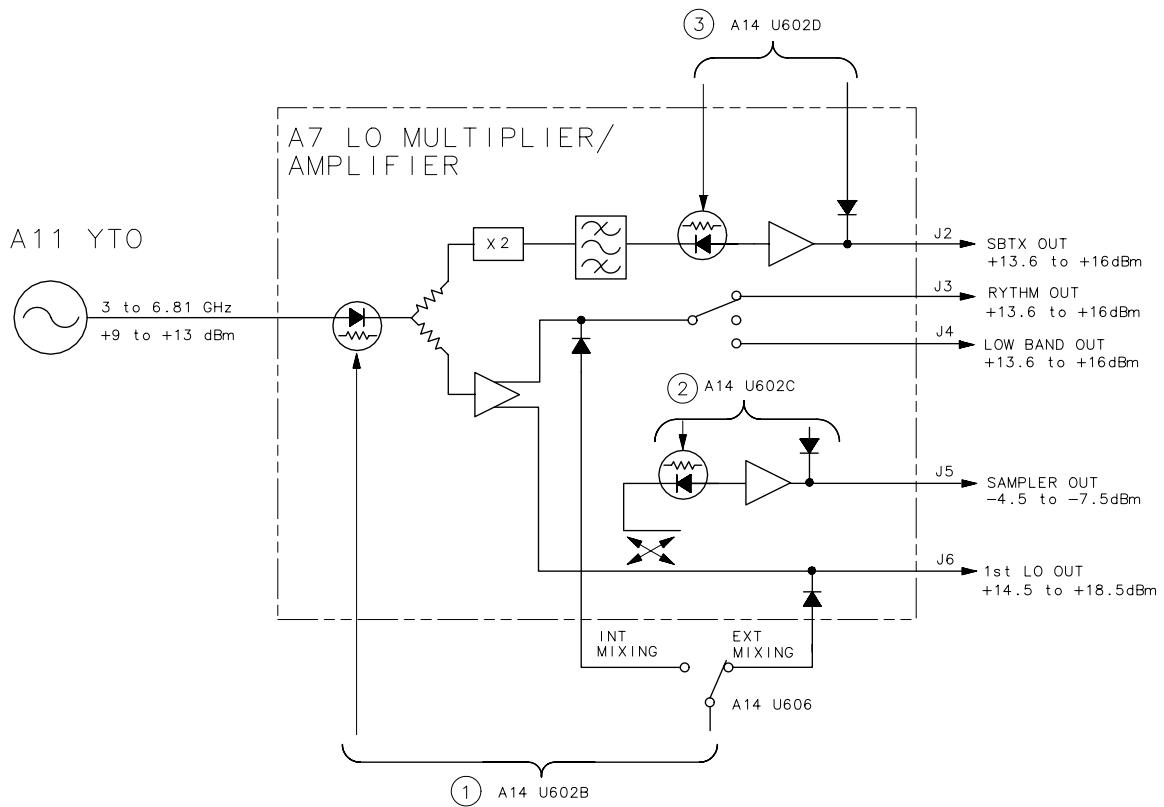 3 A14 U602D
A7 LO MULTIPLIER/
AMPLIFIER
A11 YTO
3 to 6.81 GHz
+9 to +13 dBm
X2
J2
SBTX OUT
+13.6 to +16dBm
J3
RYTHM OUT
+13.6 to +16dBm
J4
LOW BAND OUT
+13.6 to +16dBm
2 A14 U602C
J5
SAMPLER OUT
-4.5 to -7.5dBm
J6
1st LO OUT
+14.5 to +18.5dBm
INT
MIXING
EXT
MIXING
A14 U606
1 A14 U602B